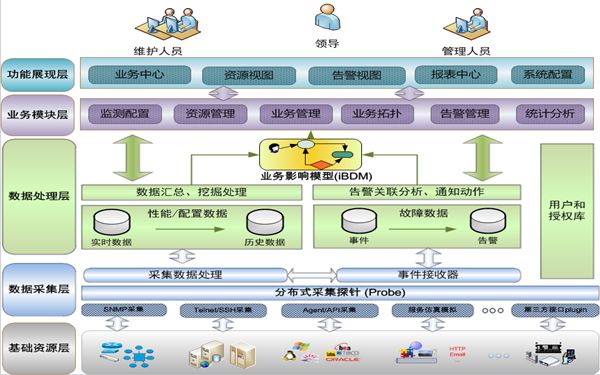 维护人员
领导
管理人员
功能展现层
业务中心
资源视图
告警视图
报表中心
系统配置
业务模块层
监测配置
资源管理
业务管理
业务拓扑
告警管理
统计分析
数据处理层
业务影响模型(iBDM)
数据汇总、挖掘处理
告警关联分析、通知动作
性能/配置数据
实时数据
历史数据
故障数据
事件
告警
用户和
授权库
数据采集层
采集数据处理
事件接收器
分布式采集探针 (Probe)
SNMP采集
Telnet/SSH采集
Agent/API采集
服务仿真模拟
第三方接口plugin
基础资源层
bea
ORACLE
HTTP
Email